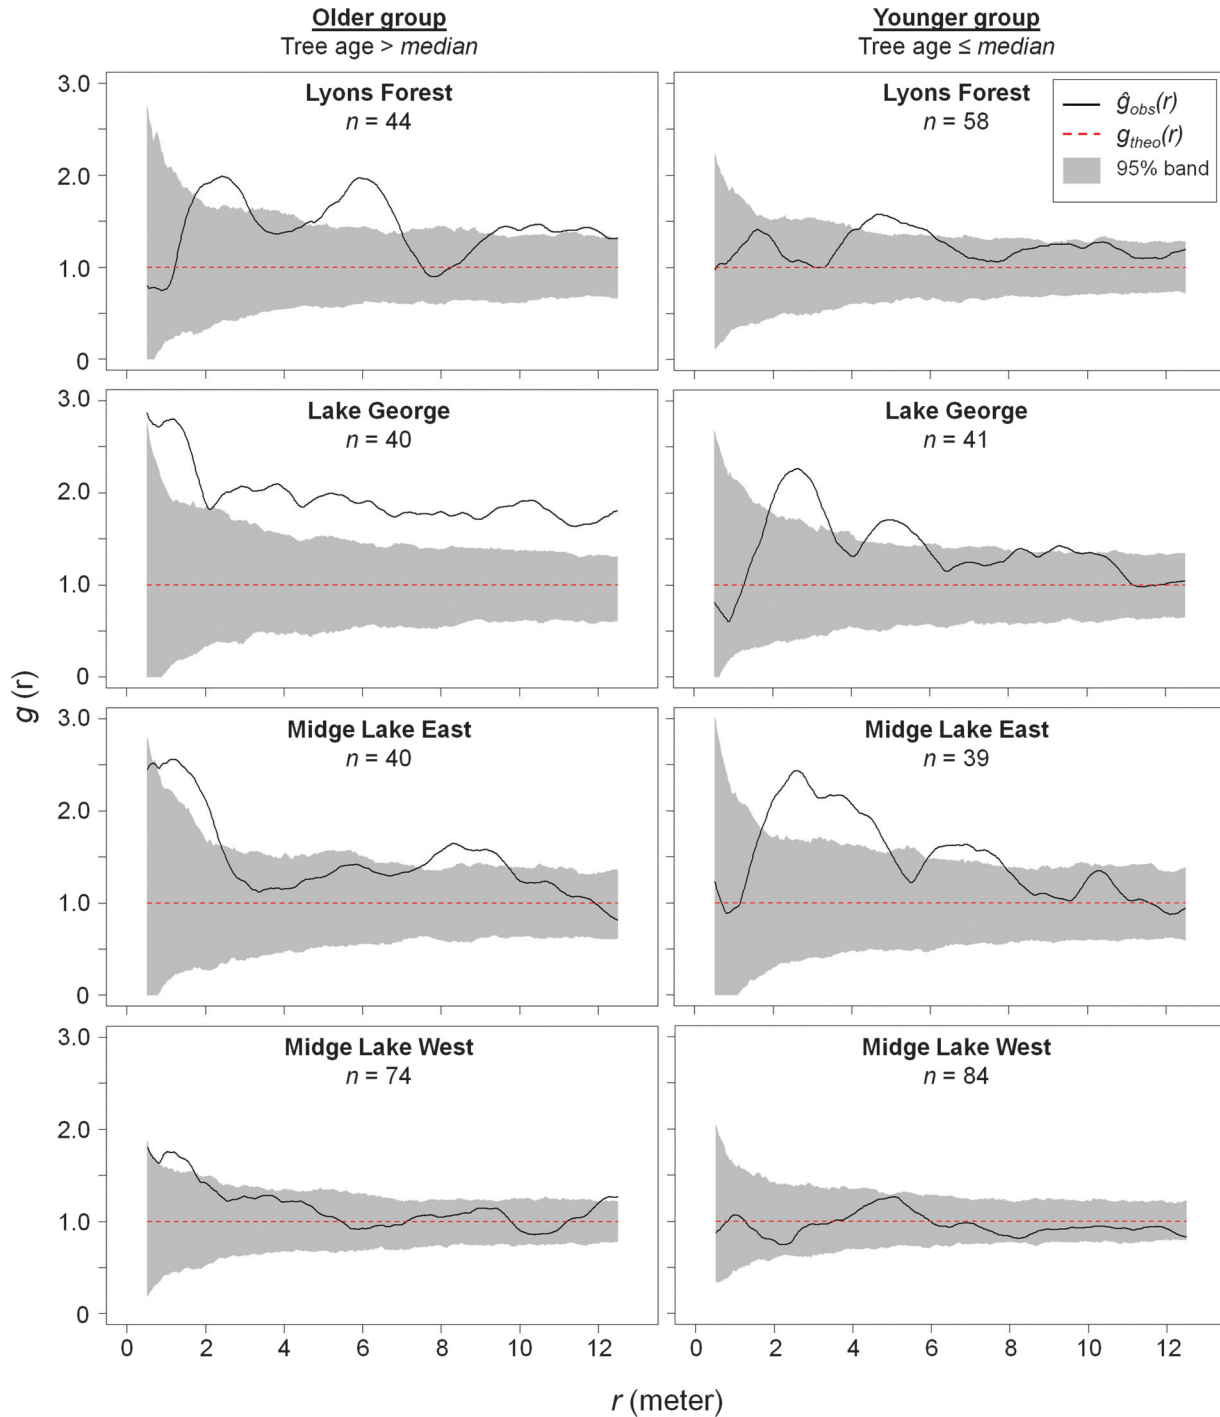 Older group
Tree age > median
Younger group
Tree age ≤ median
Lyons Forest
n = 44
3.0
2.0
1.0
0
Lyons Forest
n = 58
ĝobs(r)
gtheo(r)
95% band
0 2 4 6 8 10 12
0 2 4 6 8 10 12
Lake George
n = 40
3.0
2.0
1.0
0
Lake George
n = 41
g (r)
Midge Lake East
n = 40
3.0
2.0
1.0
0
Midge Lake East
n = 39
Midge Lake West
n = 74
3.0
2.0
1.0
0
Midge Lake West
n = 84
r (meter)